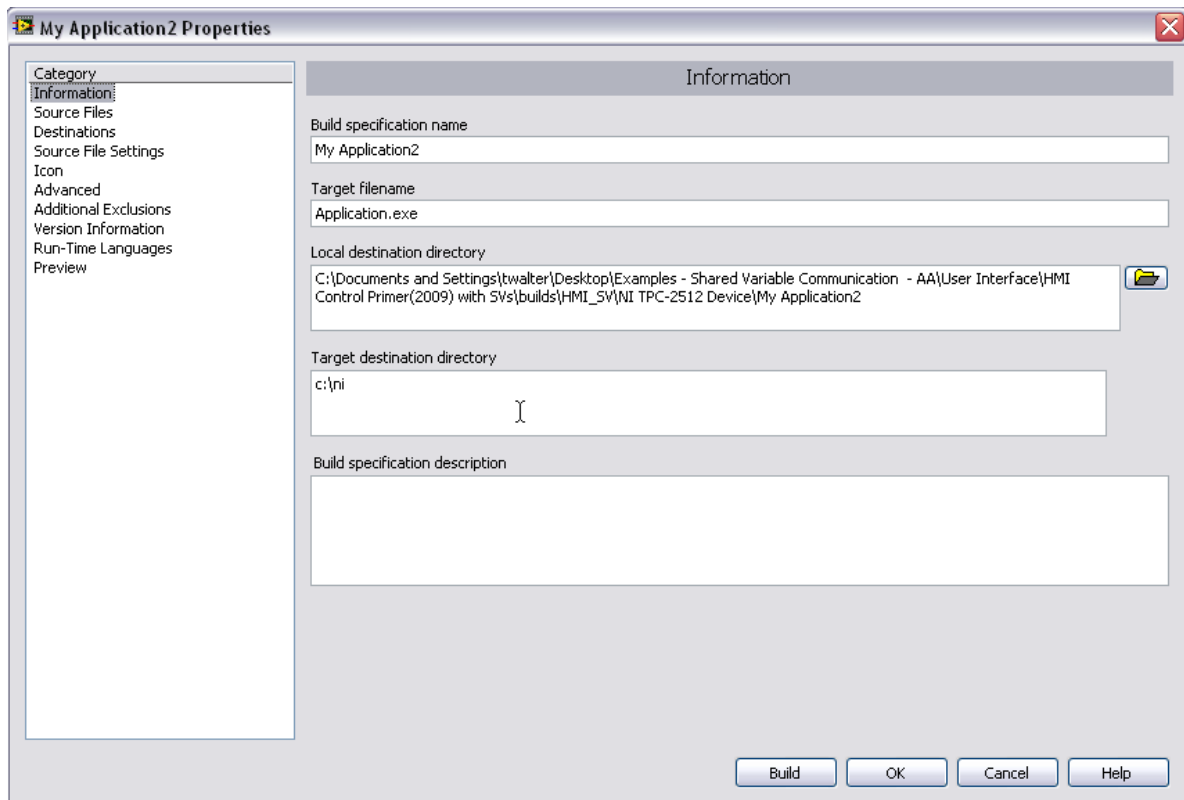 My Application2 Properties
Category
Information
Source Files
Destinations
Source File Settings
Icon
Advanced
Additional Exclusions
Version Information
Run-Time Languages
Preview
Information
Build specification name
My Application2
Target filename
Application.exe
Local destination directory
C:\Documents and Settings\twalter\Desktop\Examples - Shared Variable Communication  - AA\User Interface\HMI
Control Primer(2009) with SVs\builds\HMI_SV\NI TPC-2512 Device\My Application2
Target destination directory
c:\ni
Build specification description
Build
OK
Cancel
Help